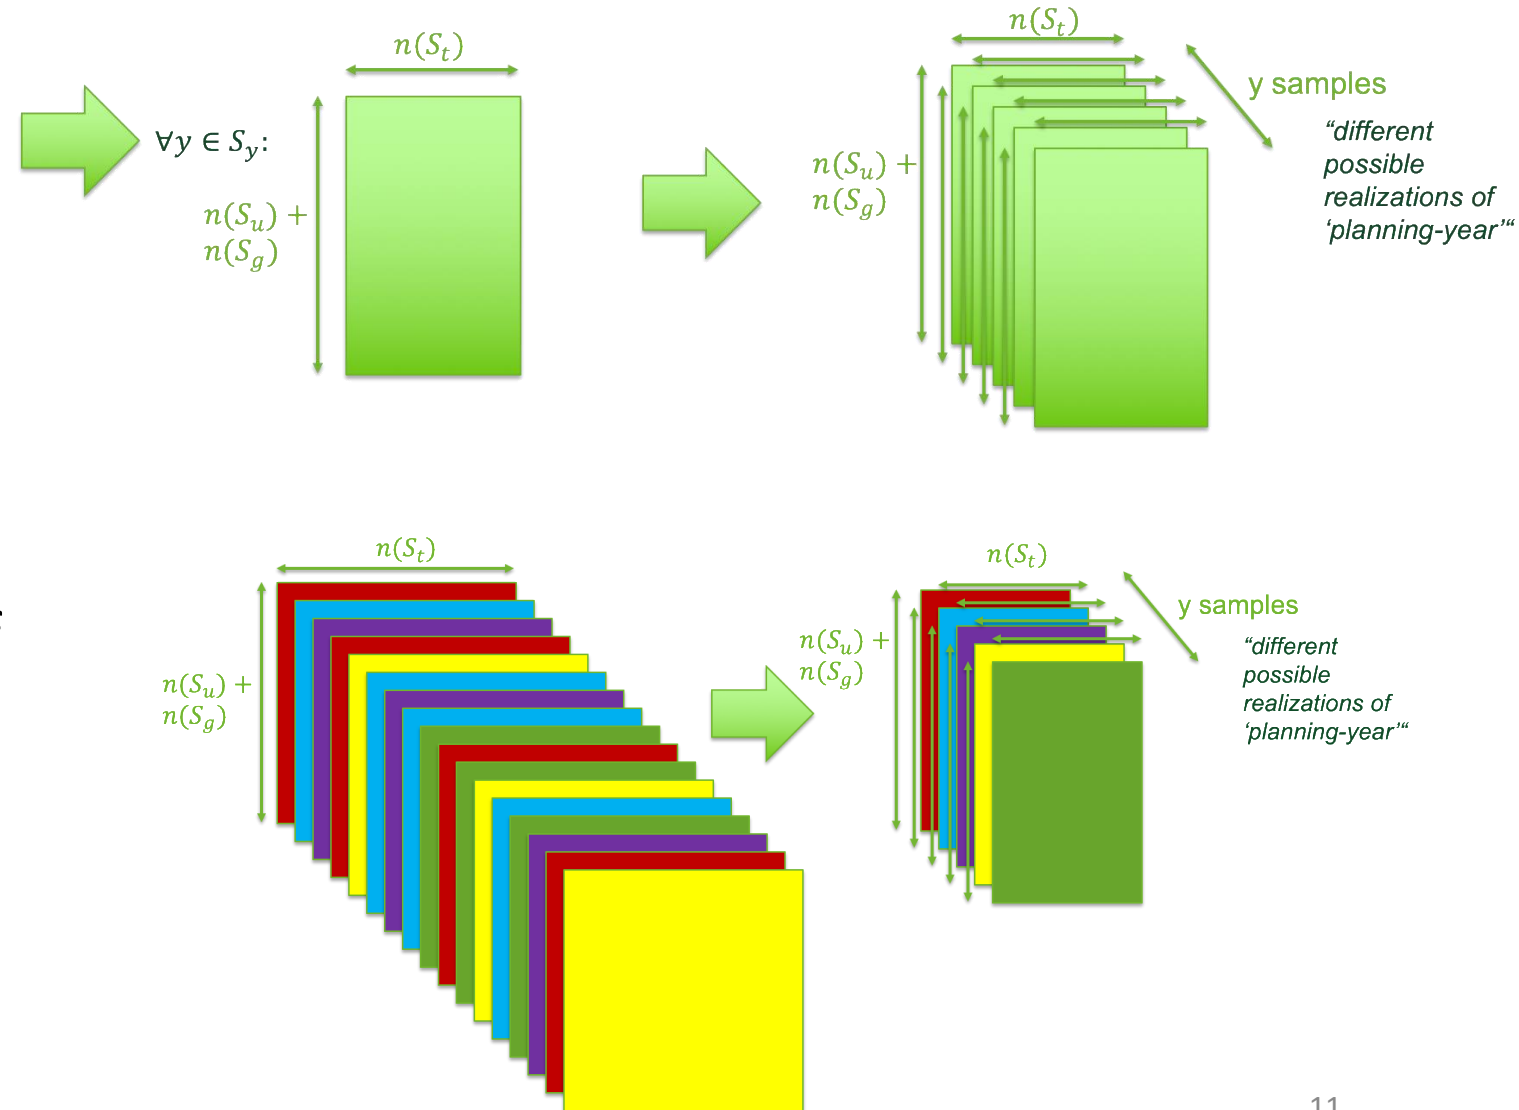 n(S_t)
∀y ∈ S_y:
n(S_u) +
n(S_g)
n(S_t)
n(S_u) +
n(S_g)
y samples
“different
possible
realizations of
‘planning-year’“
n(S_t)
n(S_u) +
n(S_g)
n(S_t)
n(S_u) +
n(S_g)
y samples
“different
possible
realizations of
‘planning-year’“
11